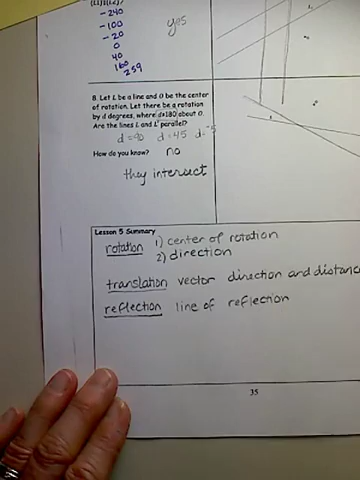 -240
-100
-20
0
40
160
259
yes
8. Let L be a line and O be the center
of rotation. Let there be a rotation
by d degrees, where d≠180 about O.
Are the lines L and L' parallel?
d=90 d=45 d=-5
How do you know? no
they intersect
Lesson 5 Summary
rotation 1) center of rotation
2) direction
translation vector direction and distance
reflection line of reflection
35